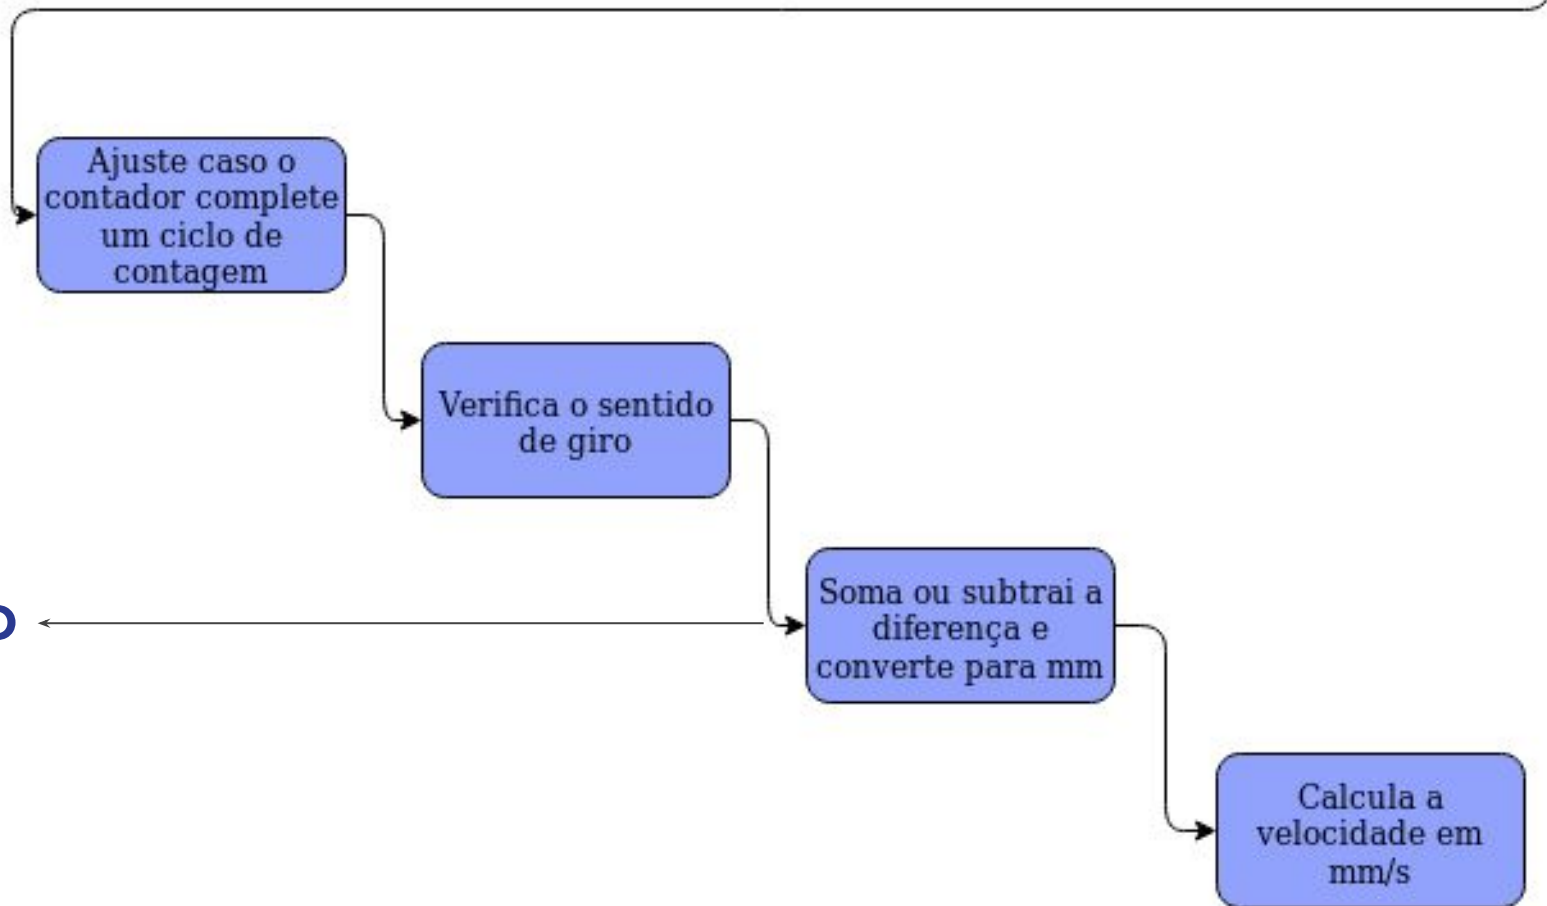 Ajuste caso o
contador complete
um ciclo de
contagem
Verifica o sentido
de giro
Soma ou subtrai a
diferença e
converte para mm
Calcula a
velocidade em
mm/s